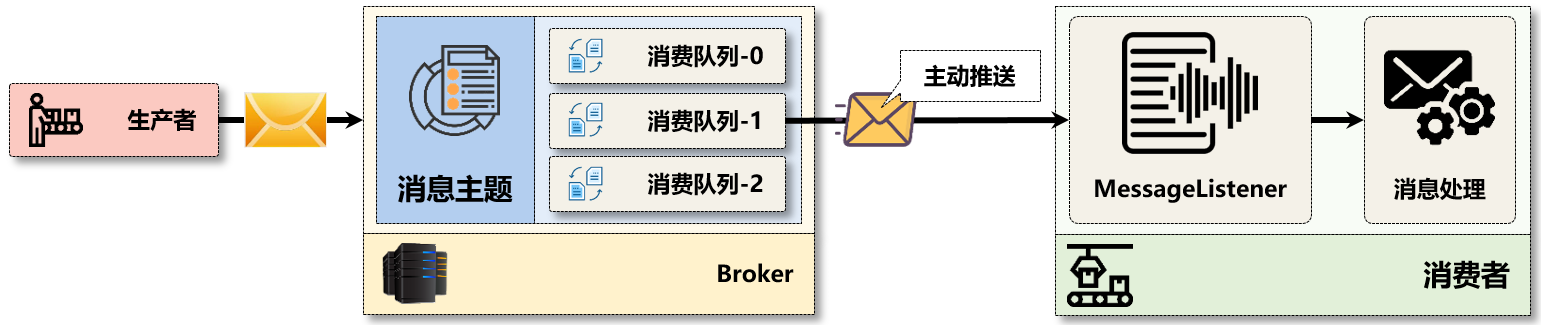 生产者
消息主题
消费队列-0
消费队列-1
消费队列-2
Broker
主动推送
MessageListener
消息处理
消费者